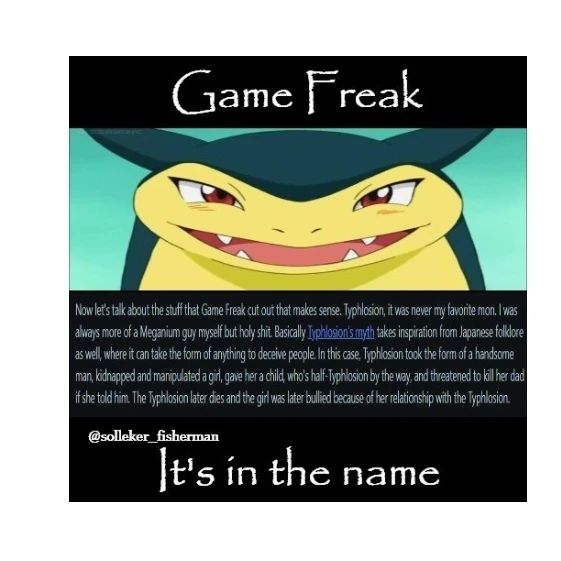 Game Freak
Now let's talk about the stuff that Game Freak cut out that makes sense. Typhlosion, it was never my favorite mon. I was
always more of a Meganium guy myself but holy shit. Basically Typhlosion's myth takes inspiration from Japanese folklore
as well, where it can take the form of anything to deceive people. In this case, Typhlosion took the form of a handsome
man, kidnapped and manipulated a girl, gave her a child, who's half-Typhlosion by the way, and threatened to kill her dad
if she told him. The Typhlosion later dies and the girl was later bullied because of her relationship with the Typhlosion.
@solleker_fisherman
It's in the name